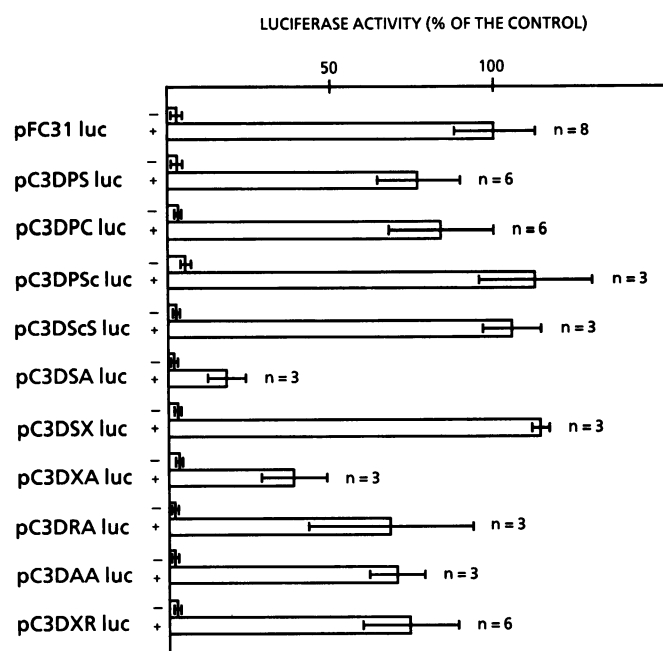 LUCIFERASE ACTIVITY (% OF THE CONTROL)
50 100
−
pFC31 luc + n = 8
−
pC3DPS luc + n = 6
−
pC3DPC luc + n = 6
−
pC3DPSc luc + n = 3
−
pC3DScS luc + n = 3
−
pC3DSA luc + n = 3
−
pC3DSX luc + n = 3
−
pC3DXA luc + n = 3
−
pC3DRA luc + n = 3
−
pC3DAA luc + n = 3
−
pC3DXR luc + n = 6